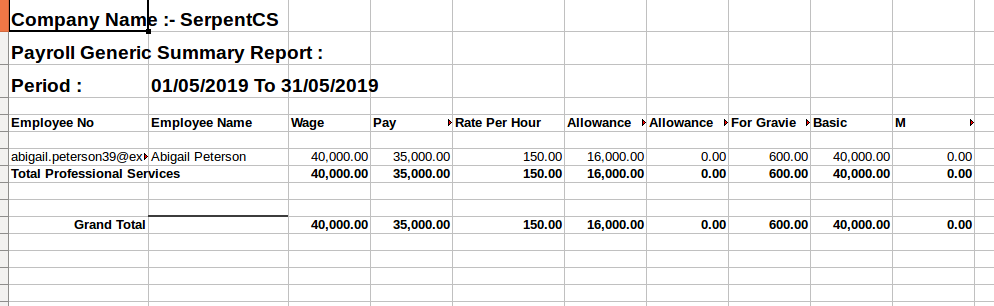 Company Name :- SerpentCS
Payroll Generic Summary Report :
Period : 01/05/2019 To 31/05/2019
Employee No Employee Name Wage Pay Rate Per Hour Allowance Allowance For Gravie Basic M
abigail.peterson39@ex Abigail Peterson 40,000.00 35,000.00 150.00 16,000.00 0.00 600.00 40,000.00 0.00
Total Professional Services 40,000.00 35,000.00 150.00 16,000.00 0.00 600.00 40,000.00 0.00
Grand Total 40,000.00 35,000.00 150.00 16,000.00 0.00 600.00 40,000.00 0.00